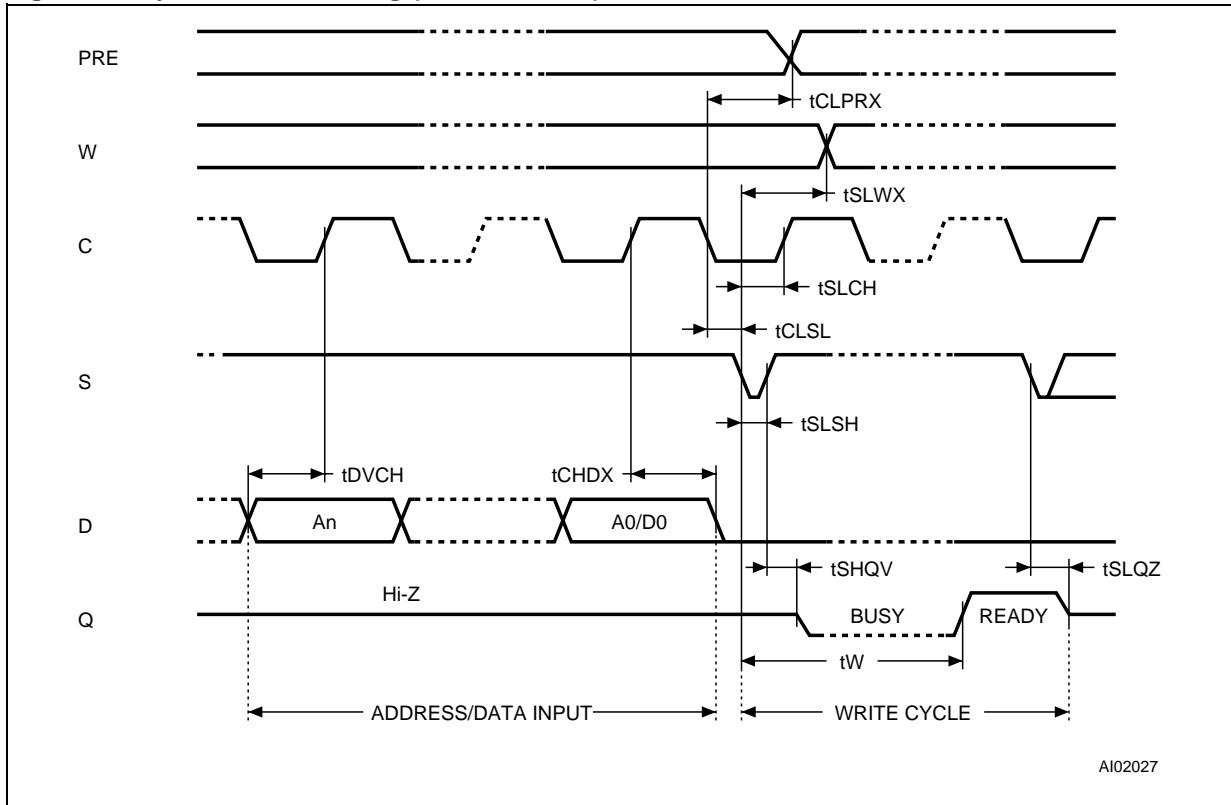 PRE
tCLPRX
W
tSLWX
C
tSLCH
tCLSL
S
tSLSH
tDVCH
tCHDX
D
An
A0/D0
tSHQV
tSLQZ
Hi-Z
Q
BUSY
READY
tW
ADDRESS/DATA INPUT
WRITE CYCLE
AI02027